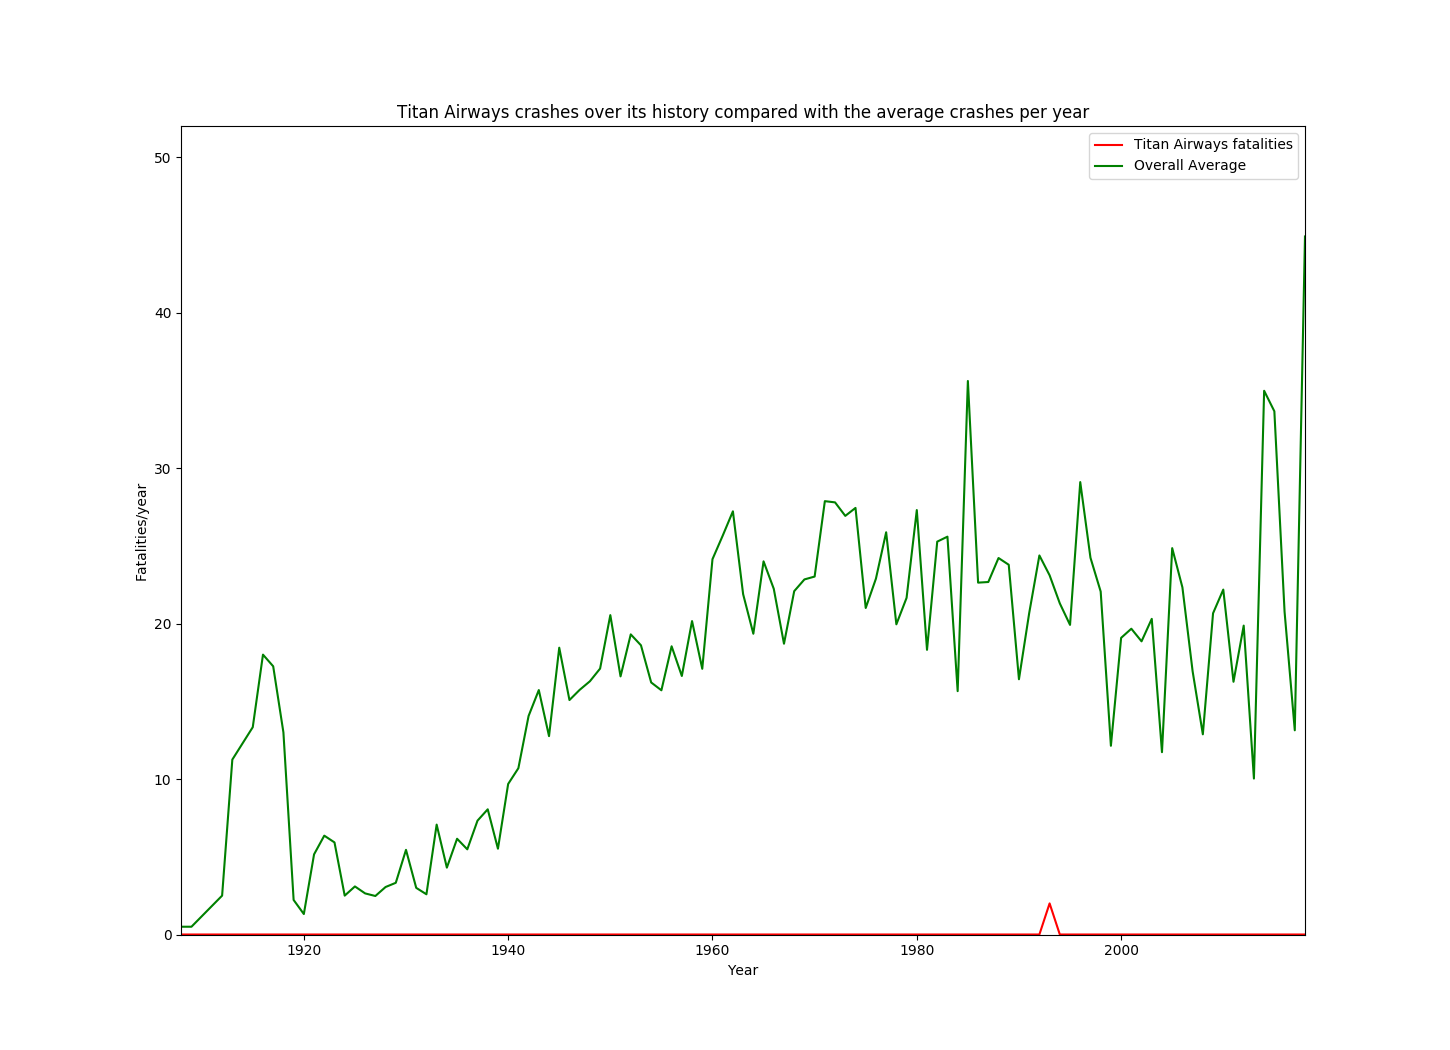 Titan Airways crashes over its history compared with the average crashes per year
Titan Airways fatalities
Overall Average
50
40
30
20
10
0
Fatalities/year
1920
1940
1960
1980
2000
Year